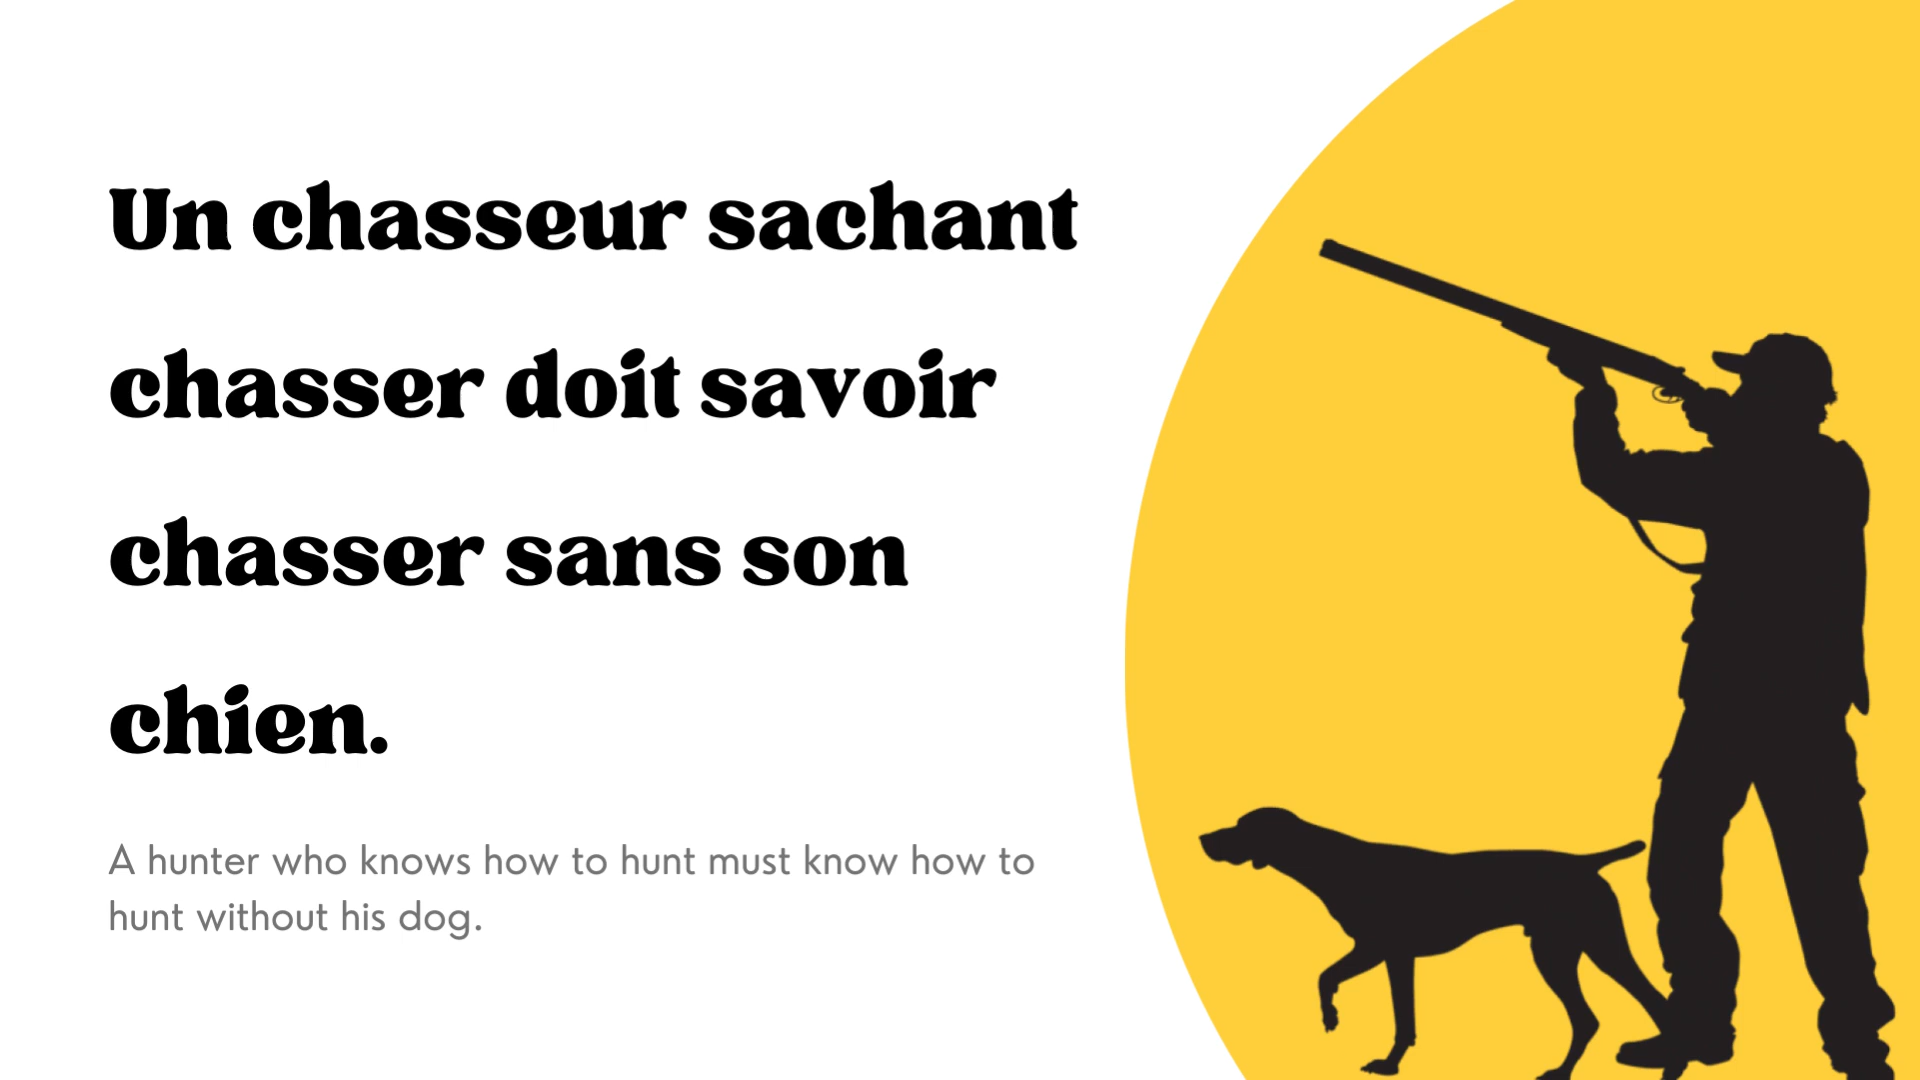 Un chasseur sachant
chasser doit savoir
chasser sans son
chien.
A hunter who knows how to hunt must know how to
hunt without his dog.